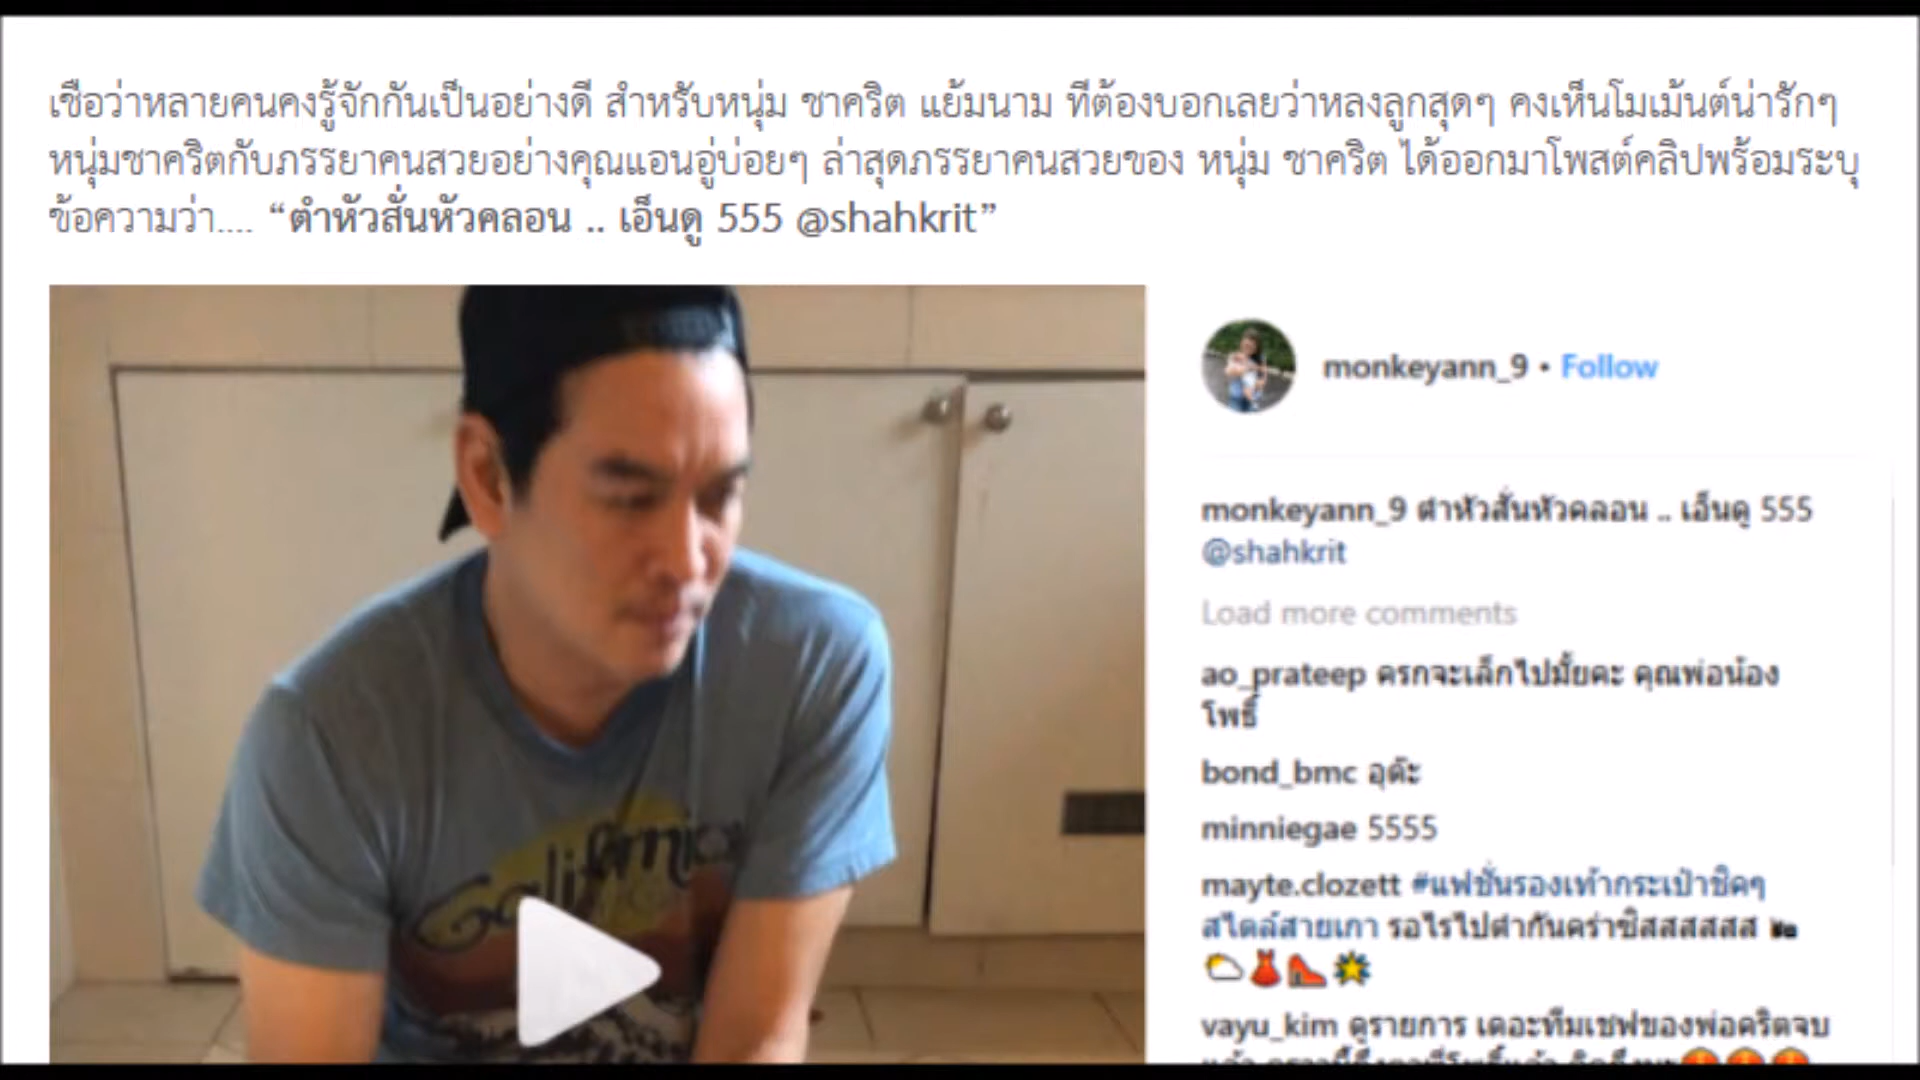 เชื่อว่าหลายคนคงรู้จักกันเป็นอย่างดี สำหรับหนุ่ม ชาคริต แย้มนาม ที่ต้องบอกเลยว่าหลงลูกสุดๆ คงเห็นโมเม้นต์น่ารักๆ
หนุ่มชาคริตกับภรรยาคนสวยอย่างคุณแอนอู่บ่อยๆ ล่าสุดภรรยาคนสวยของ หนุ่ม ชาคริต ได้ออกมาโพสต์คลิปพร้อมระบุ
ข้อความว่า.... “ตำหัวสั่นหัวคลอน .. เอ็นดู 555 @shahkrit”
monkeyann_9 • Follow
monkeyann_9 ตำหัวสั่นหัวคลอน .. เอ็นดู 555
@shahkrit
Load more comments
ao_prateep ครกจะเล็กไปมั้ยคะ คุณพ่อน้อง
โพธิ์
bond_bmc อุต๊ะ
minniegae 5555
mayte.clozett #แฟชั่นรองเท้ากระเป๋าชิคๆ
สไตล์สายเกา รอไรไปตำกันคร่าซิสสสสสส
vayu_kim ดูรายการ เดอะทีมเชฟของพ่อคริตจบ
California